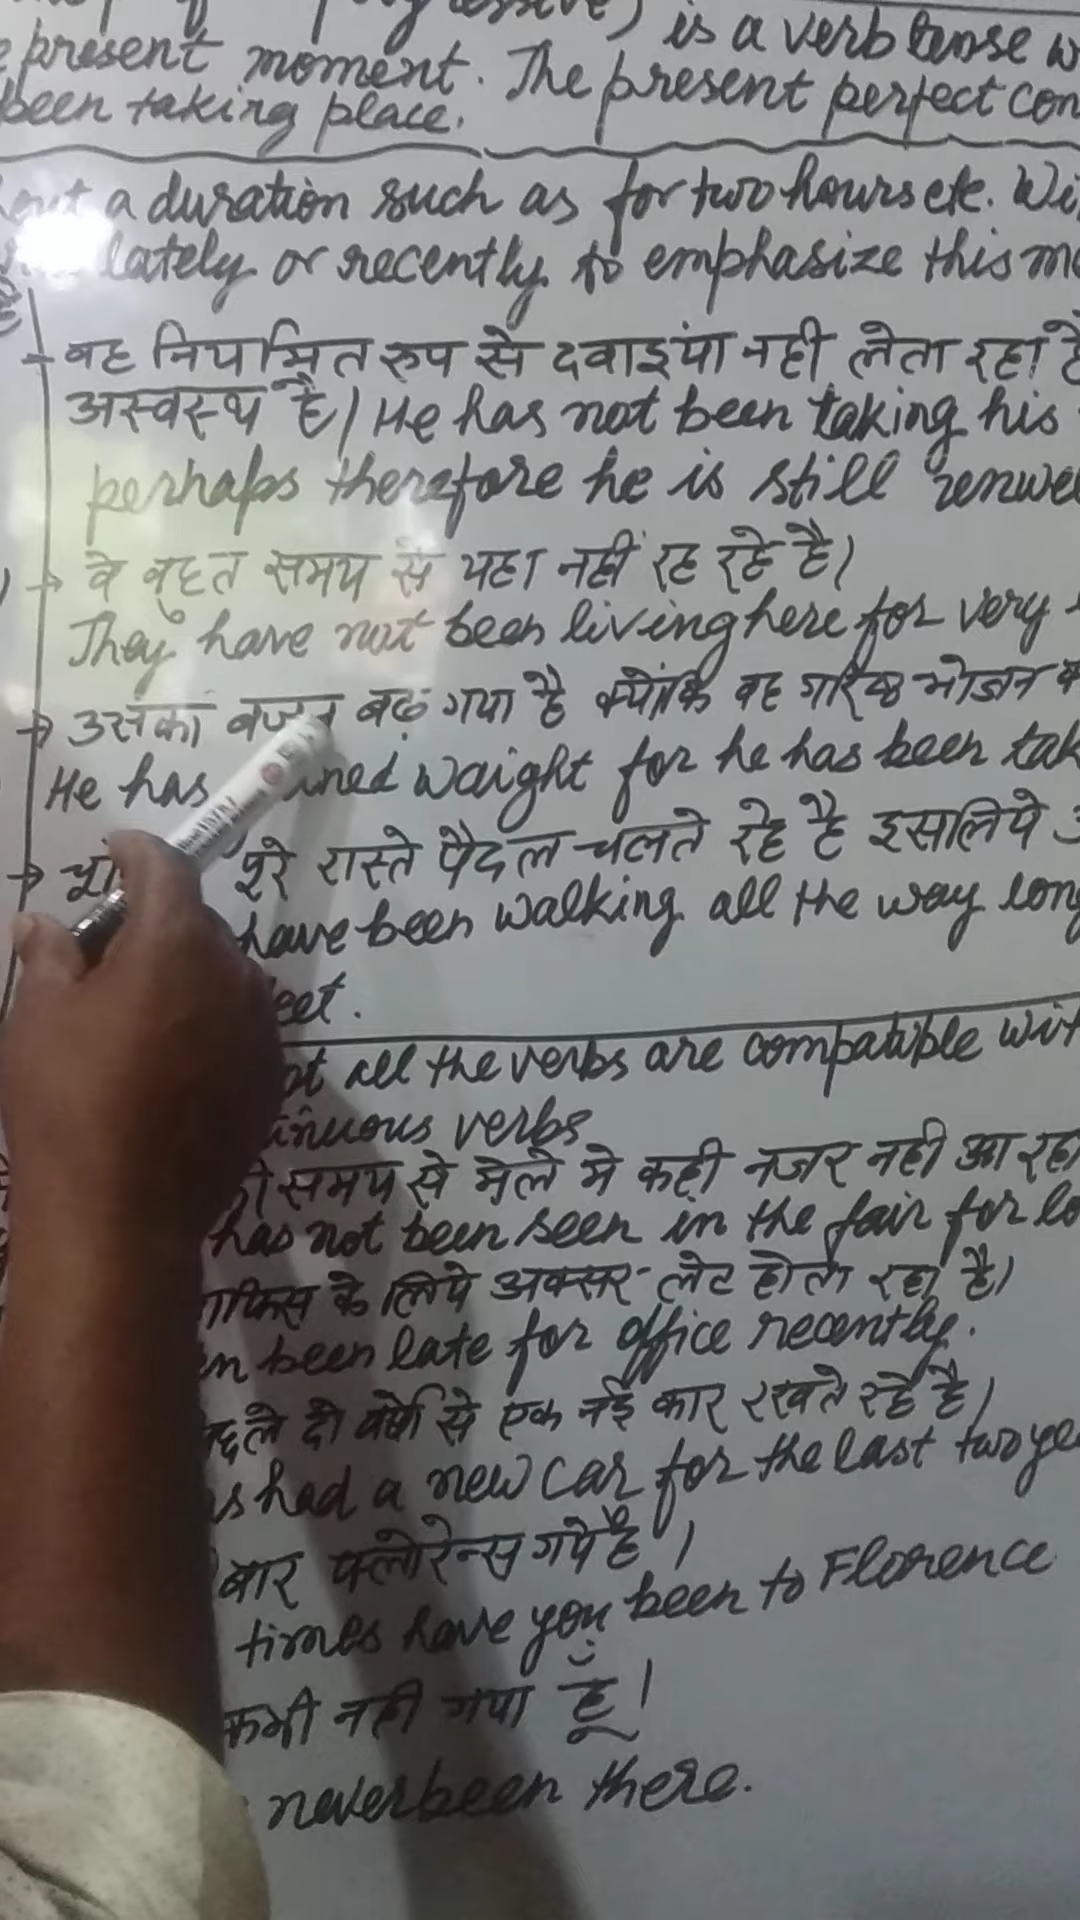 is a verb tense
present moment. The present perfect con
been taking place.
a duration such as for two hours etc. Wi
lately or recently to emphasize this mo
वह नियमित रूप से दवाइयां नही लेता रहा है
अस्वस्थ है। He has not been taking his
perhaps therefore he is still
→ वे बहुत समय से यहा नहीं रह रहे है।
They have not been living here for very
→ उसका वजन बढ़ गया है क्योंकि वह गरिष्ठ भोजन
He has ined waight for he has been tak
→ रास्ते पैदल चलते रहे है इसलिये
have been walking all the way long
eet.
ot all the verbs are compatible wit
inuous verbs
समय से मेले मे कही नजर नही आ रहा
has not been seen in the fair for lo
ाफिस के लिये अक्सर लेट होता रहा है।
en been late for office recently.
दो वर्षो से एक नई कार रखते रहे है।
s had a new car for the last two ye
बार फ्लोरेन्स गये है।
times have you been to Florence
कभी नही गया हूँ।
never been there.